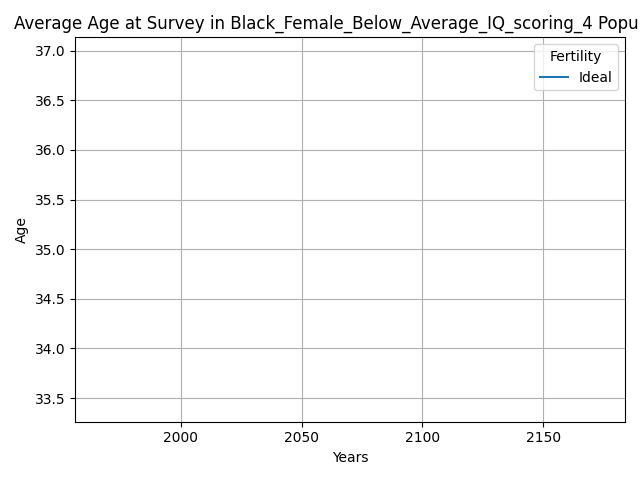 Average Age at Survey in Black_Female_Below_Average_IQ_scoring_4 Popu
37.0
36.5
36.0
35.5
35.0
34.5
34.0
33.5
Age
Fertility
Ideal
2000 2050 2100 2150
Years